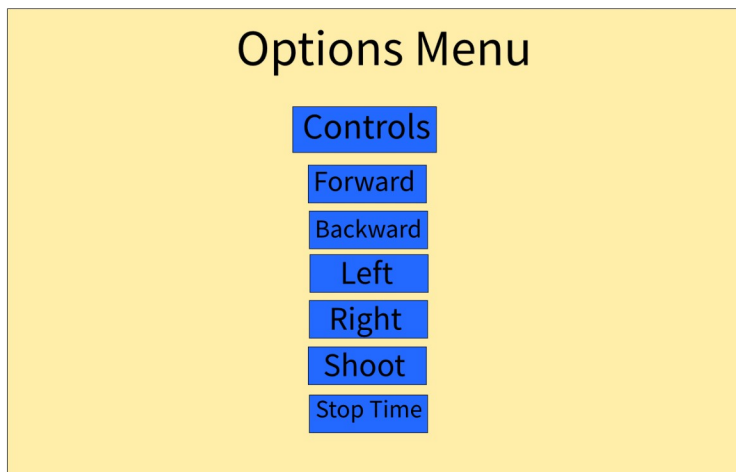 Options Menu
Controls
Forward
Backward
Left
Right
Shoot
Stop Time